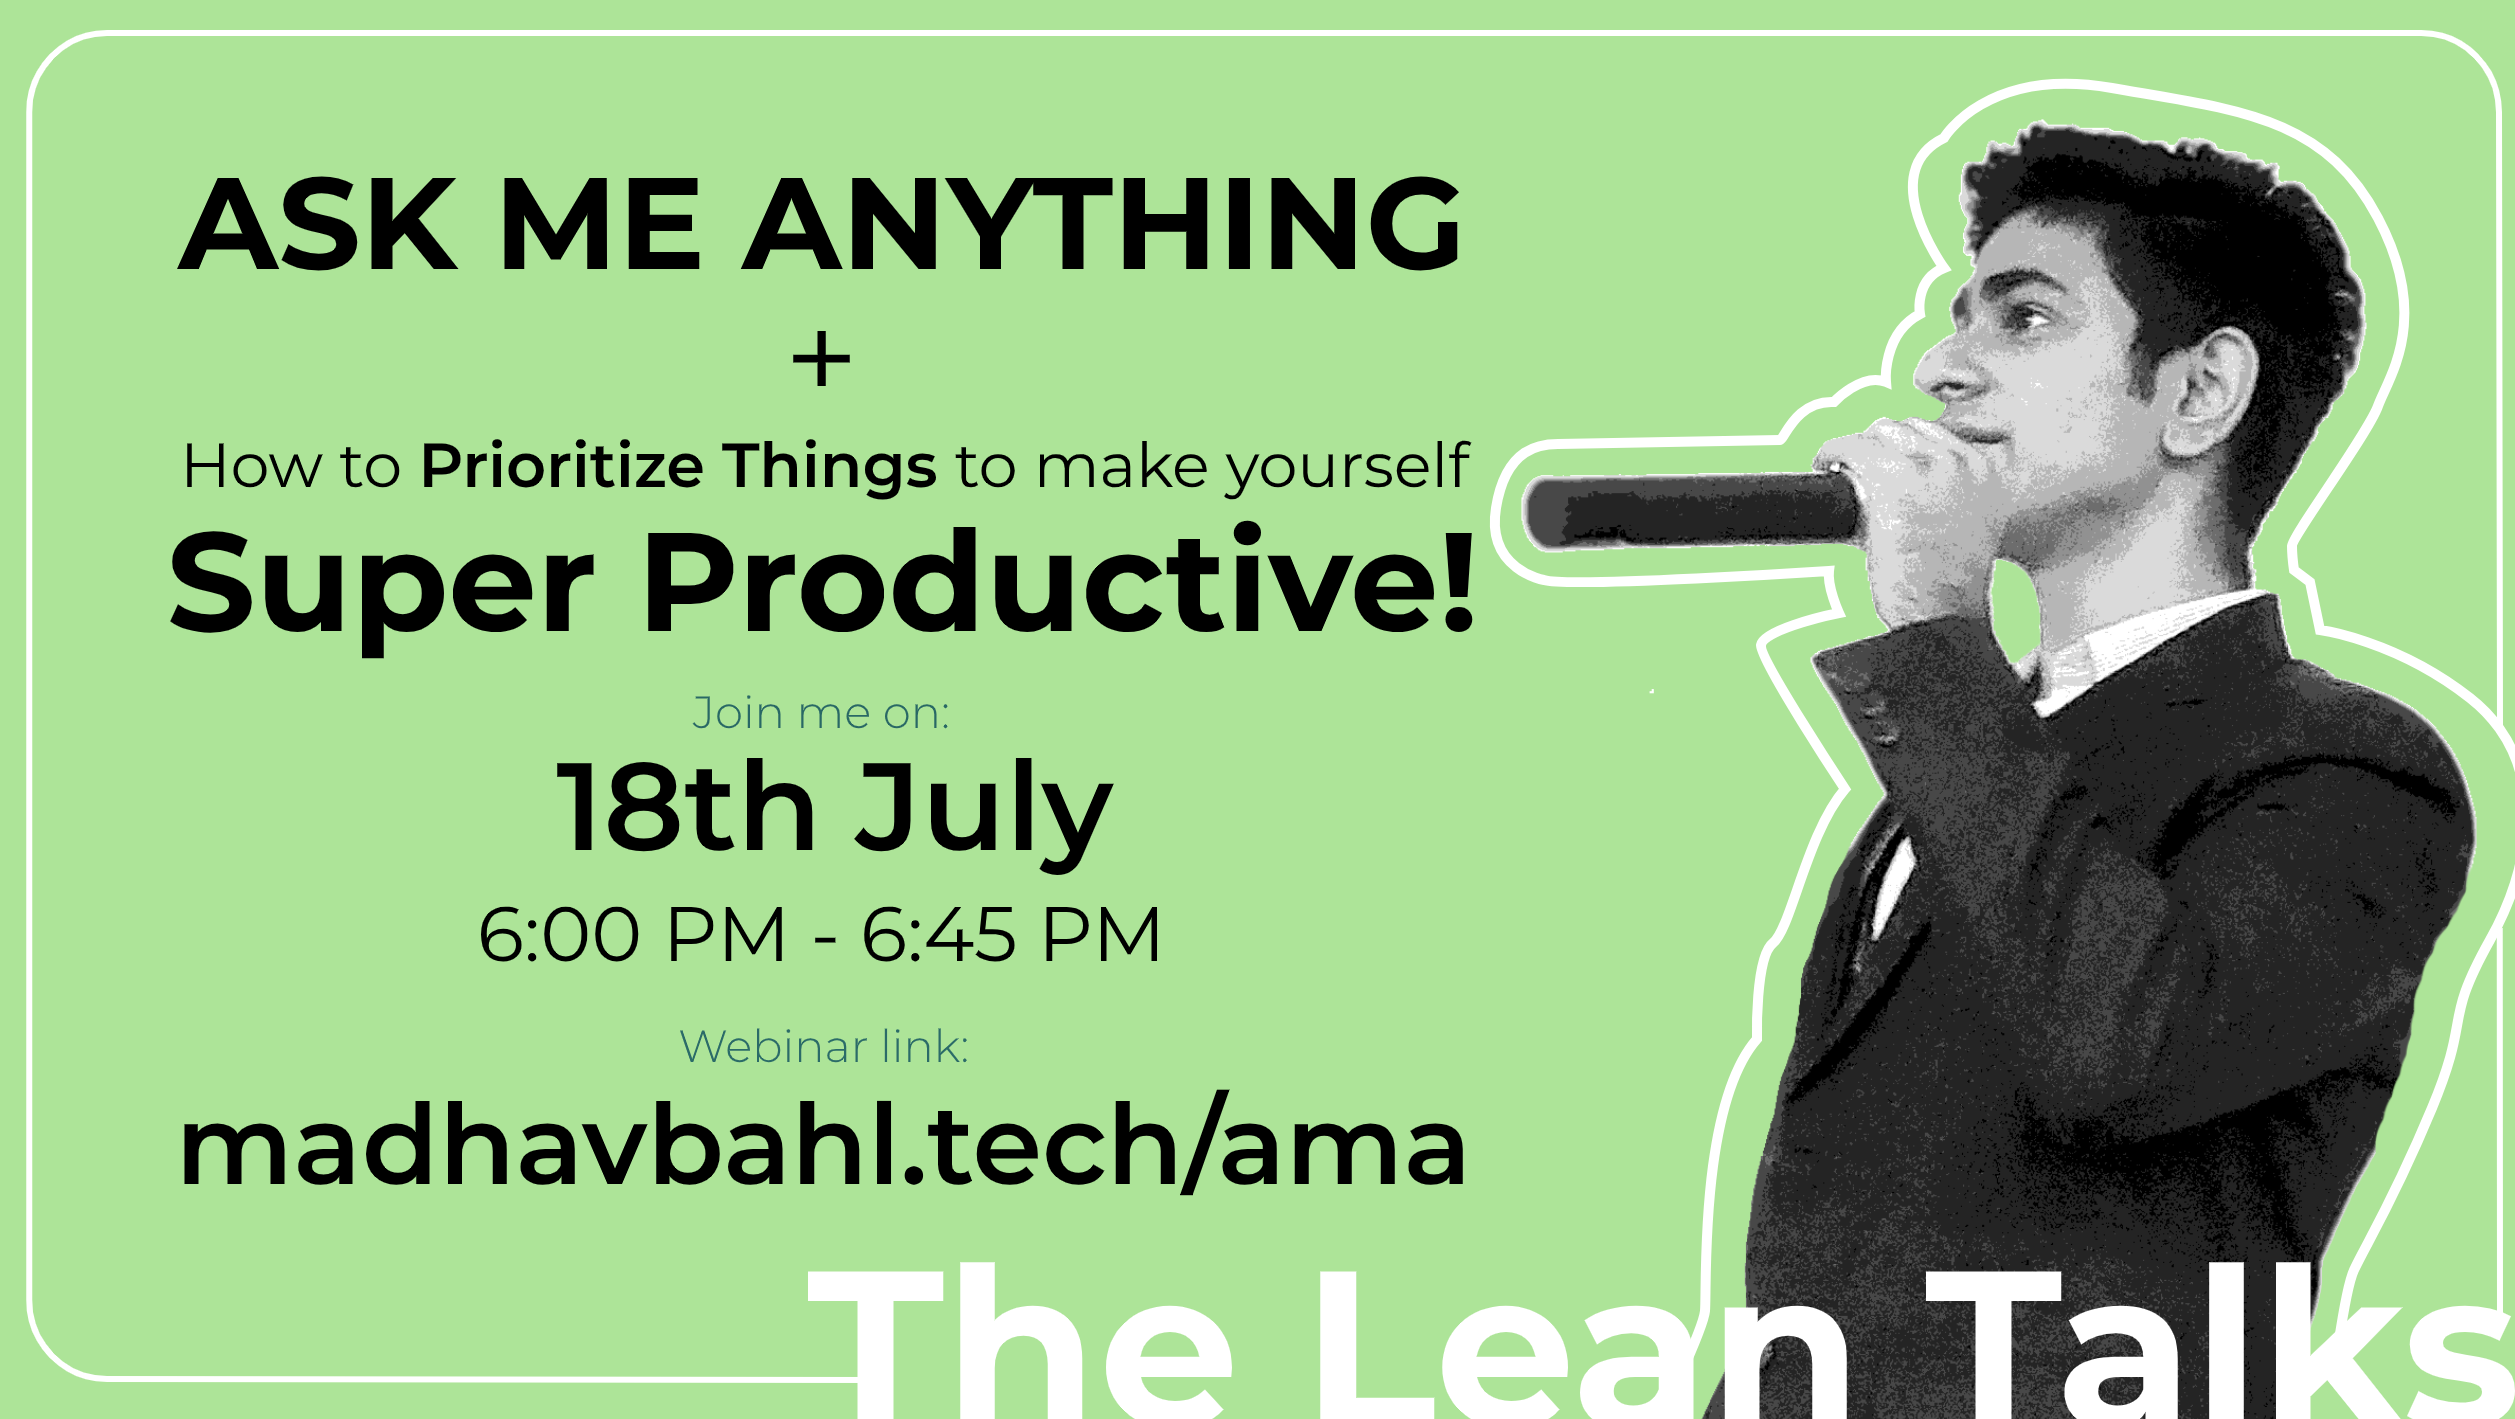 ASK ME ANYTHING
+
How to Prioritize Things to make yourself
Super Productive!
Join me on:
18th July
6:00 PM - 6:45 PM
Webinar link:
madhavbahl.tech/ama
The Lean Talks